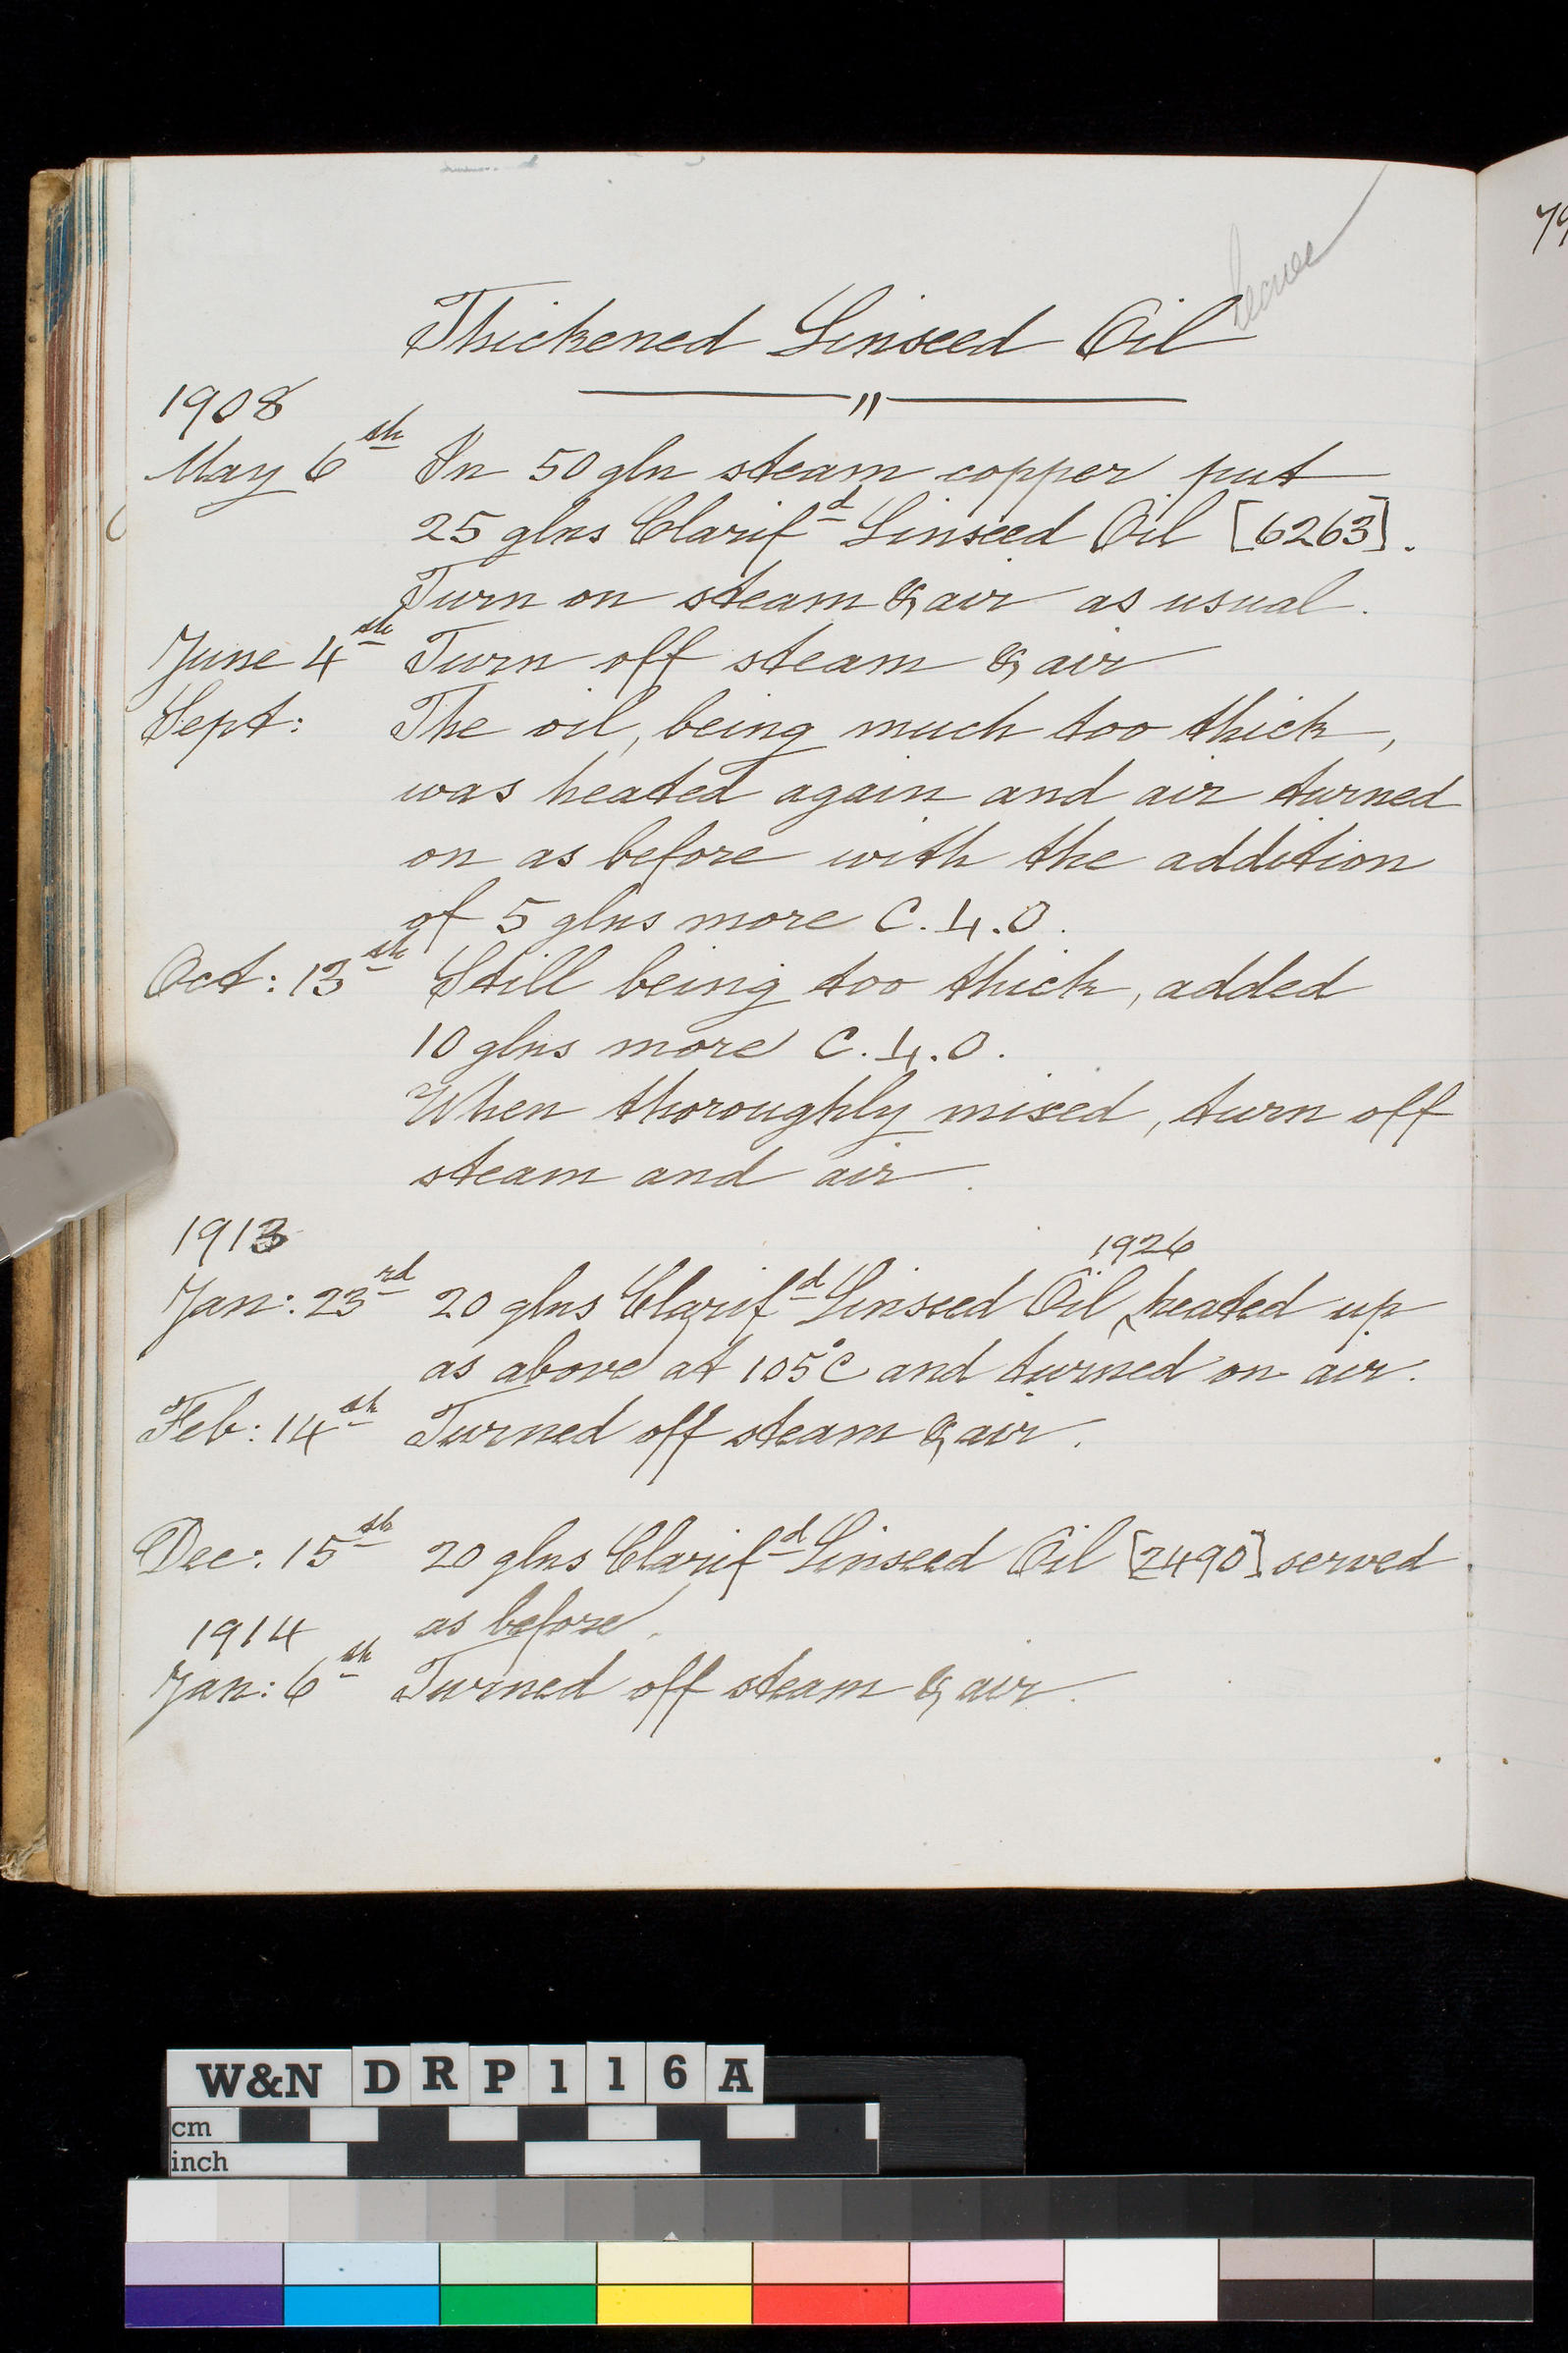 Thickened Linseed Oil
1908
May 6th In 50 gln steam copper put
25 glns Clarifd Linseed Oil [6263].
Turn on steam & air as usual.
June 4th Turn off steam & air
Sept: The oil, being much too thick,
was heated again and air turned
on as before with the addition
of 5 glns more C.L.O.
Oct: 13th Still being too thick, added
10 glns more C.L.O.
When thoroughly mixed, turn off
steam and air.
1913
1926
Jan: 23rd 20 glns Clarifd Linseed Oil heated up
as above at 105°C and turned on air.
Feb: 14th Turned off steam & air.
Dec: 15th 20 glns Clarifd Linseed Oil [2490] served
as before.
1914
Jan: 6th Turned off steam & air.
W&N DRP116A
cm
inch